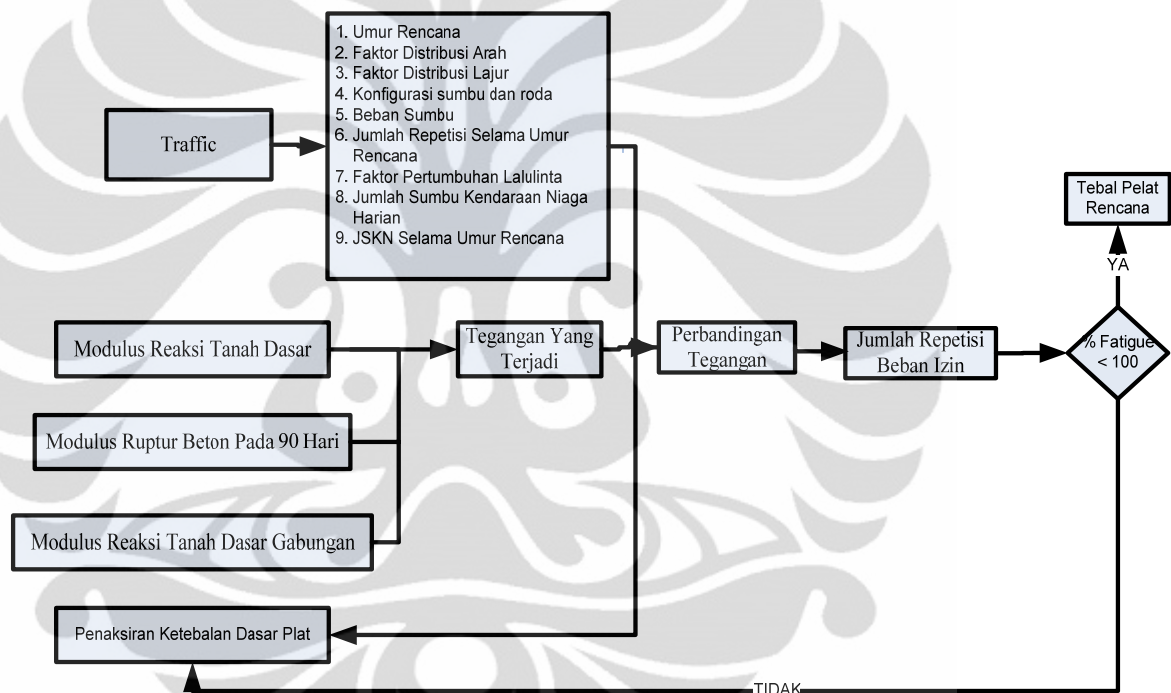 1. Umur Rencana
2. Faktor Distribusi Arah
3. Faktor Distribusi Lajur
4. Konfigurasi sumbu dan roda
5. Beban Sumbu
6. Jumlah Repetisi Selama Umur
Rencana
7. Faktor Pertumbuhan Lalulinta
8. Jumlah Sumbu Kendaraan Niaga
Harian
9. JSKN Selama Umur Rencana
Traffic
Tebal Pelat
Rencana
YA
Modulus Reaksi Tanah Dasar
Tegangan Yang
Terjadi
Perbandingan
Tegangan
Jumlah Repetisi
Beban Izin
% Fatigue
< 100
Modulus Ruptur Beton Pada 90 Hari
Modulus Reaksi Tanah Dasar Gabungan
Penaksiran Ketebalan Dasar Plat
TIDAK